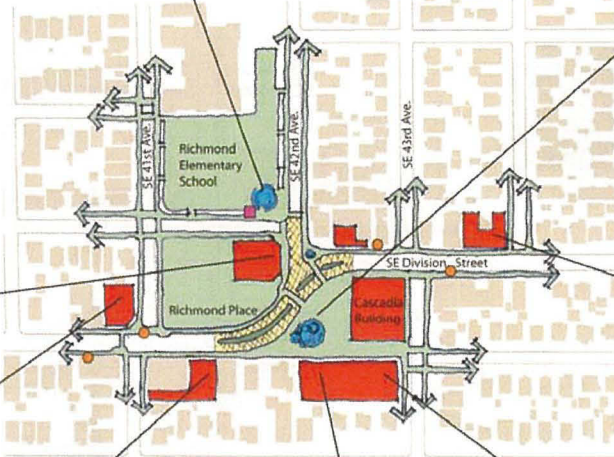 SE 41st Ave.
SE 42nd Ave.
SE 43rd Ave.
Richmond
Elementary
School
SE Division Street
Richmond Place
Cascadia
Building